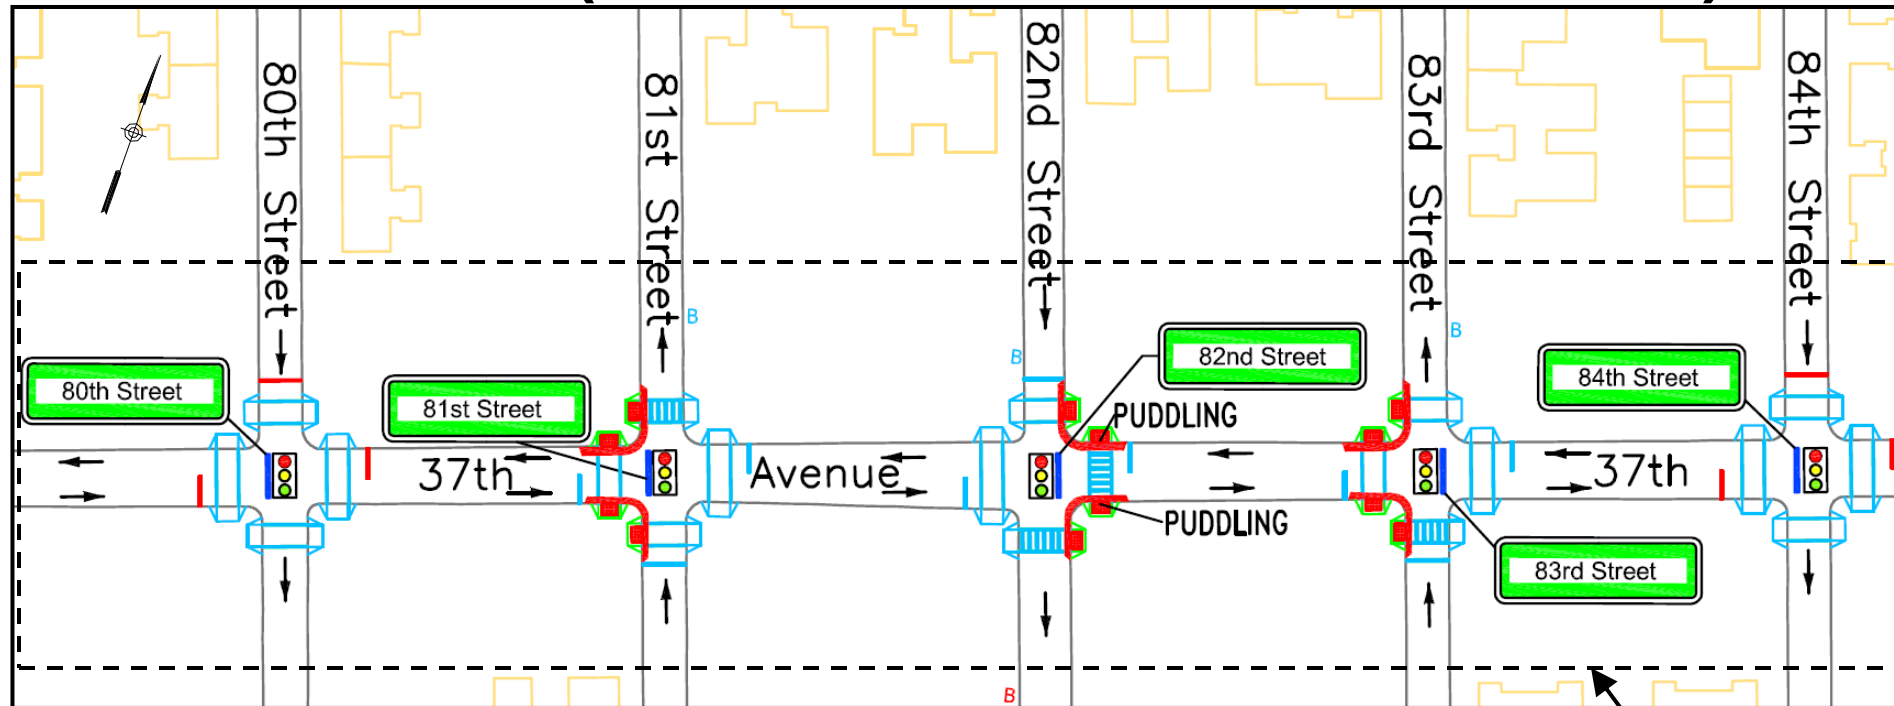 80th Street
81st Street
82nd Street
83rd Street
84th Street
B
B
B
80th Street
81st Street
82nd Street
84th Street
PUDDLING
37th
Avenue
37th
PUDDLING
83rd Street
B